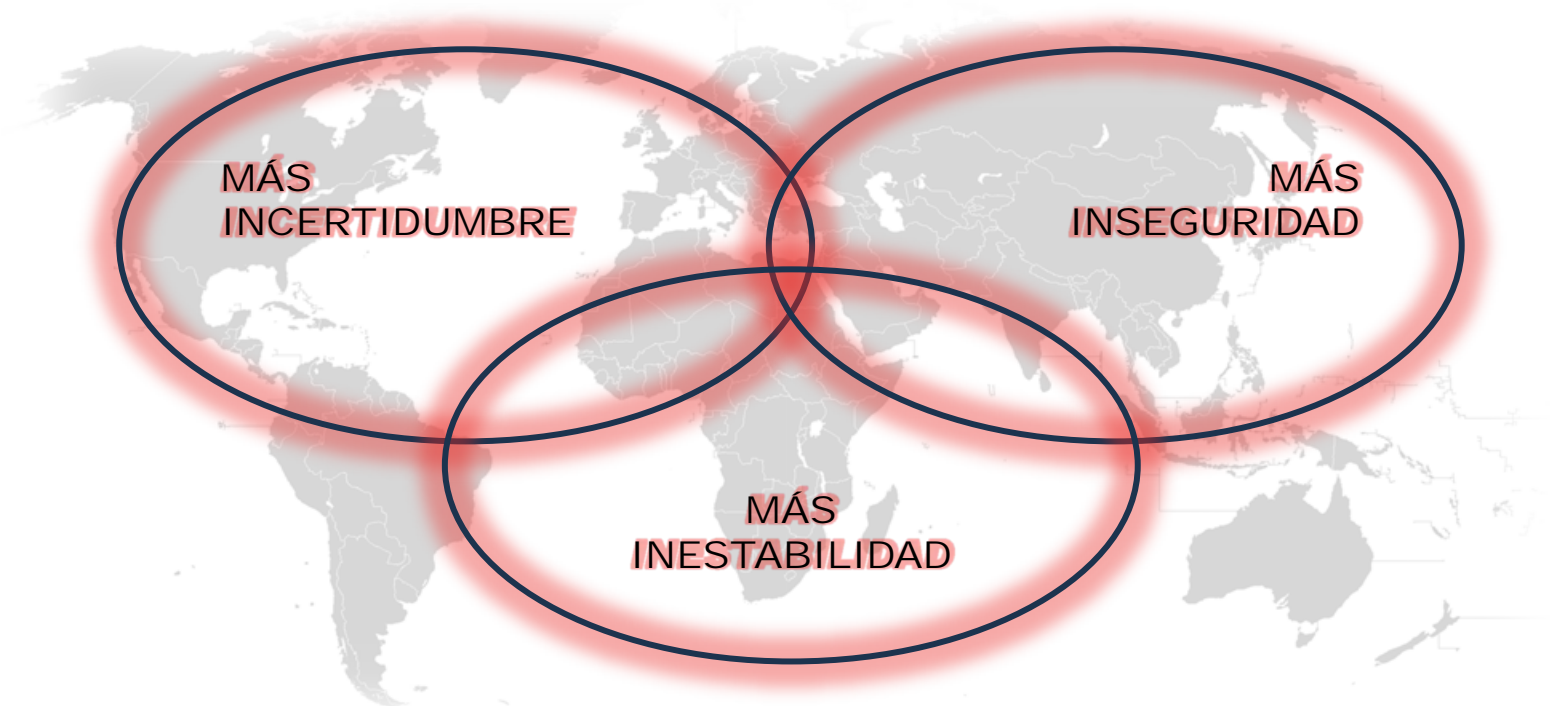 MÁS
INCERTIDUMBRE
MÁS
INSEGURIDAD
MÁS
INESTABILIDAD